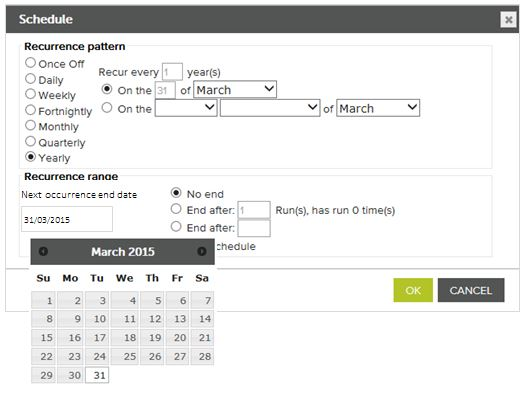 Schedule
Recurrence pattern
Once Off
Daily
Weekly
Fortnightly
Monthly
Quarterly
Yearly
Recur every 1 year(s)
On the 31 of March
On the of March
Recurrence range
Next occurrence end date
31/03/2015
No end
End after: 1 Run(s), has run 0 time(s)
End after:
chedule
March 2015
Su Mo Tu We Th Fr Sa
1 2 3 4 5 6 7
8 9 10 11 12 13 14
15 16 17 18 19 20 21
22 23 24 25 26 27 28
29 30 31
OK CANCEL